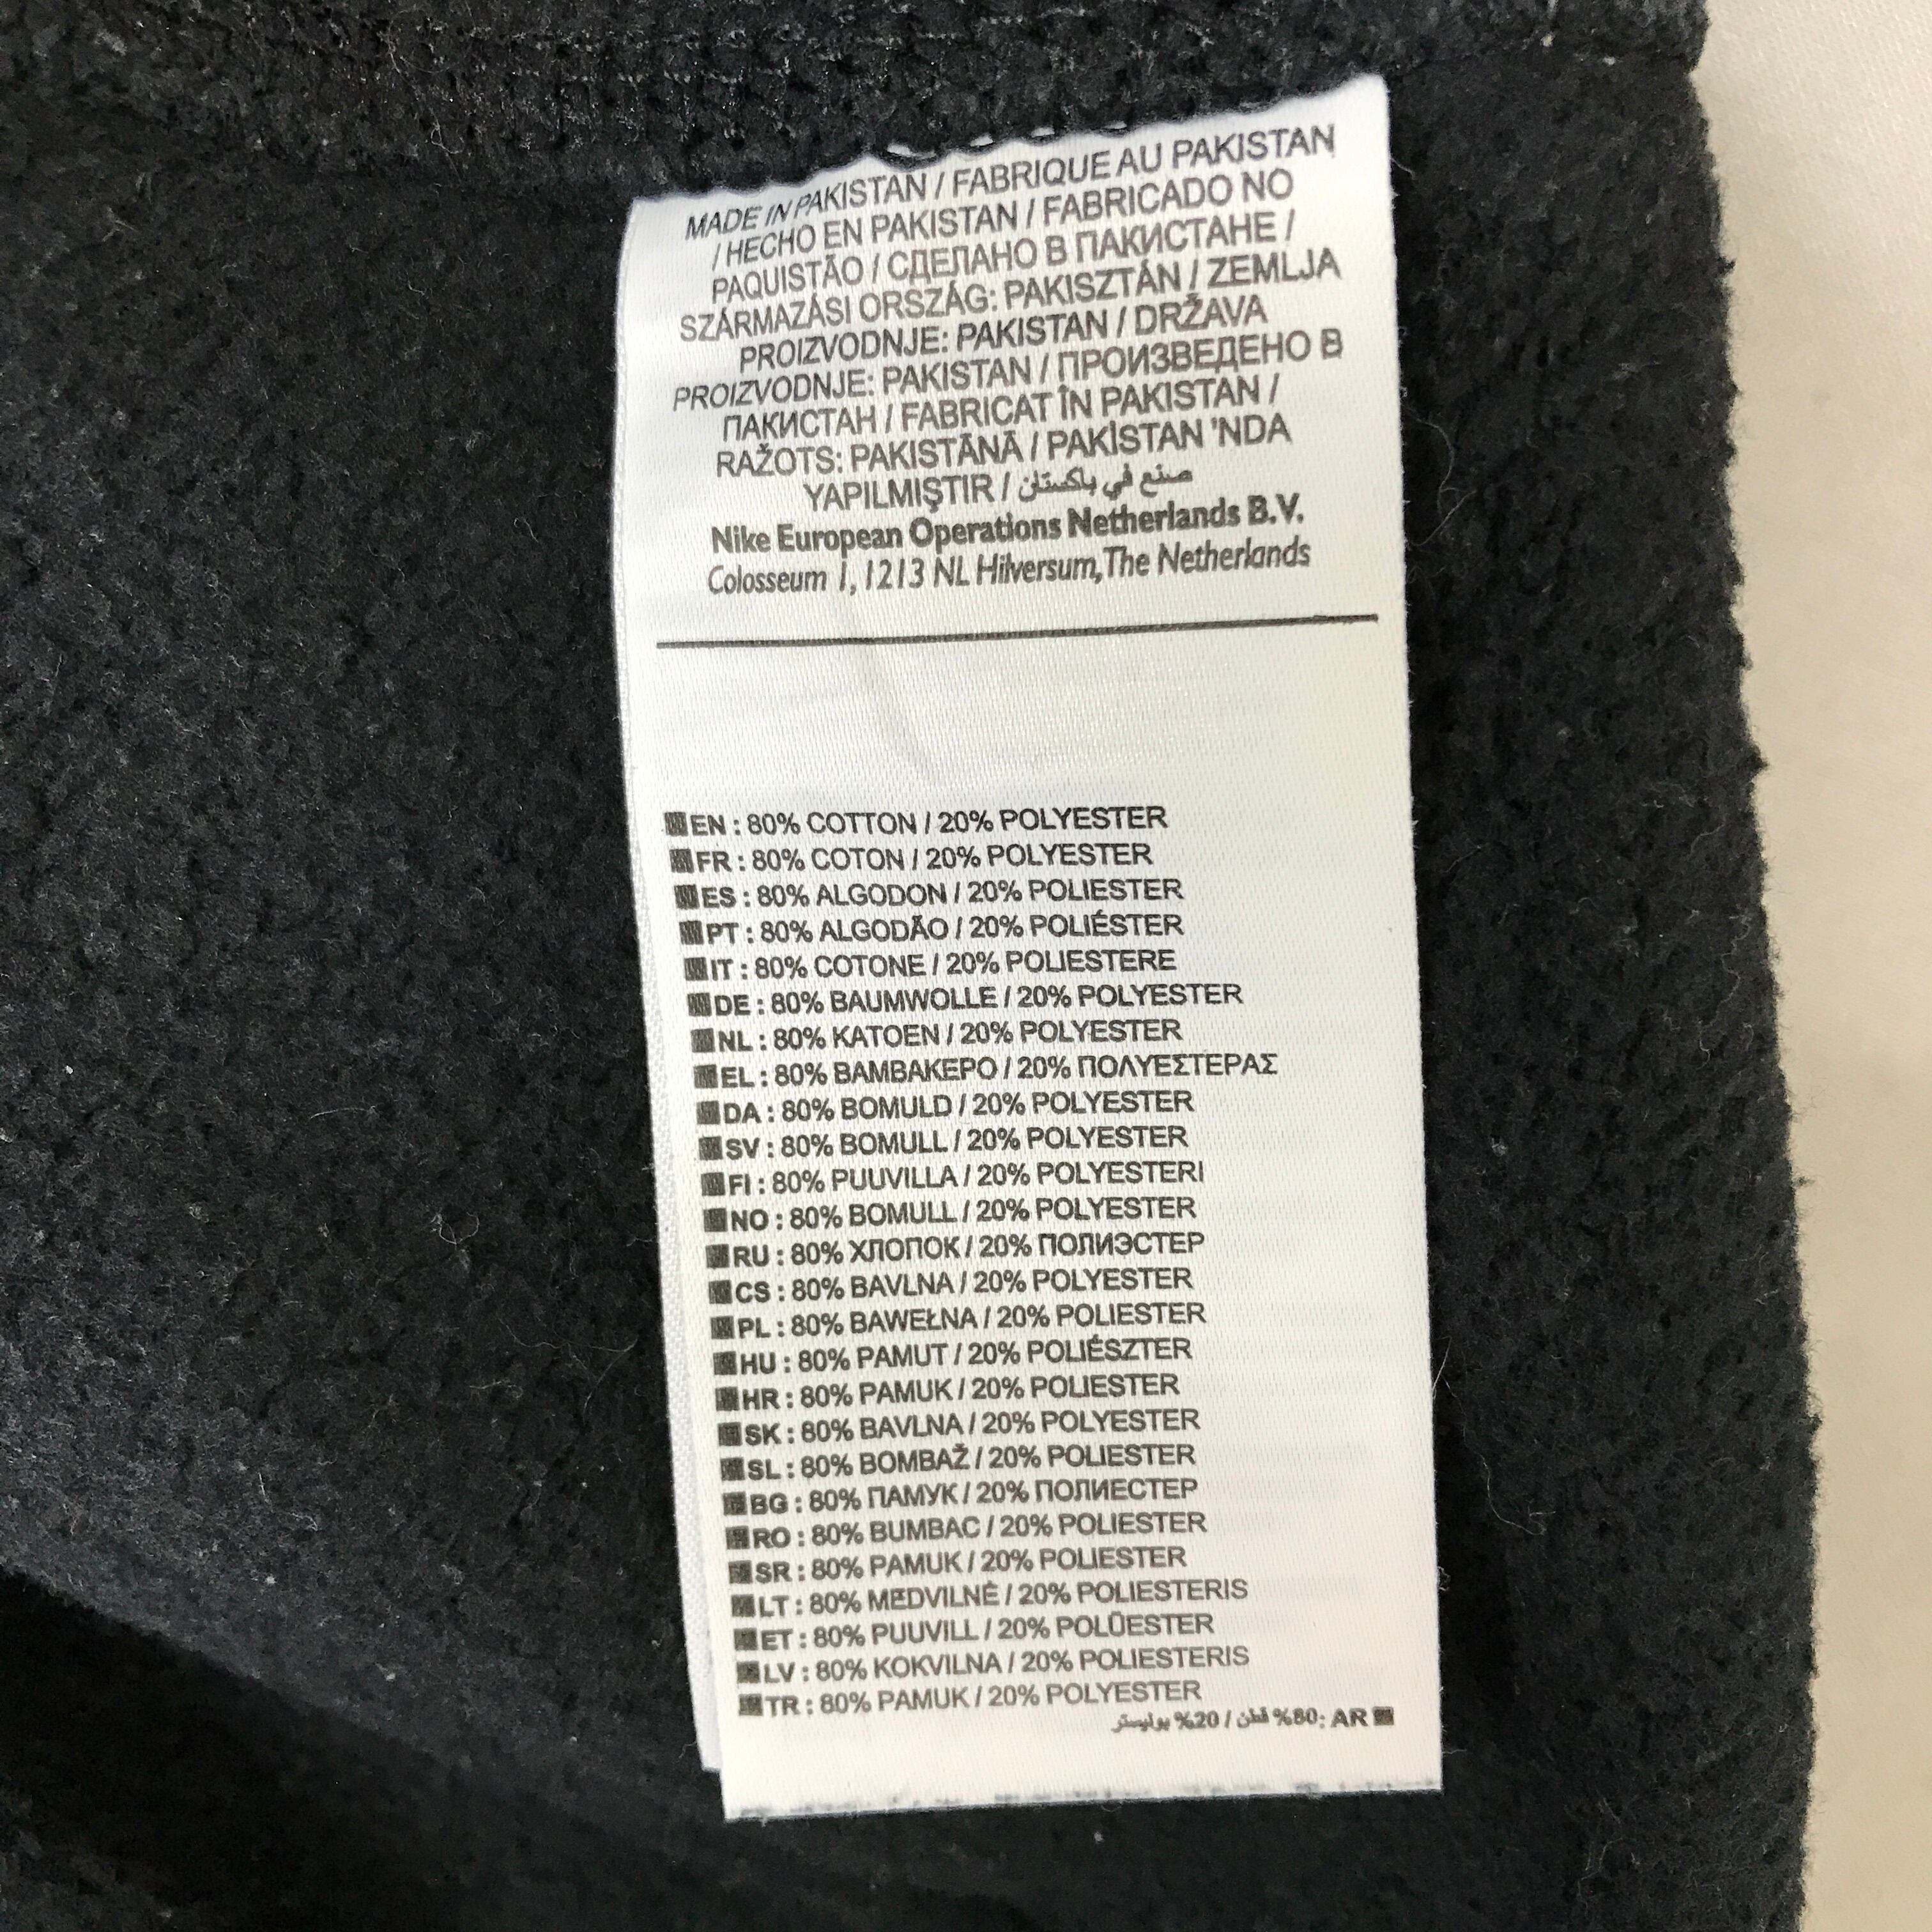 MADE IN PAKISTAN / FABRIQUE AU PAKISTAN
/ HECHO EN PAKISTAN / FABRICADO NO
PAQUISTÃO / СДЕЛАНО В ПАКИСТАНЕ /
SZÁRMAZÁSI ORSZÁG: PAKISZTÁN / ZEMLJA
PROIZVODNJE: PAKISTAN / DRŽAVA
PROIZVODNJE: PAKISTAN / ПРОИЗВЕДЕНО В
ПАКИСТАН / FABRICAT ÎN PAKISTAN /
RAŽOTS: PAKISTĀNĀ / PAKİSTAN 'NDA
YAPILMIŞTIR / صنع في باكستان
Nike European Operations Netherlands B.V.
Colosseum 1, 1213 NL Hilversum, The Netherlands
EN : 80% COTTON / 20% POLYESTER
FR : 80% COTON / 20% POLYESTER
ES : 80% ALGODON / 20% POLIESTER
PT : 80% ALGODÃO / 20% POLIÉSTER
IT : 80% COTONE / 20% POLIESTERE
DE : 80% BAUMWOLLE / 20% POLYESTER
NL : 80% KATOEN / 20% POLYESTER
EL : 80% ΒΑΜΒΑΚΕΡΟ / 20% ΠΟΛΥΕΣΤΕΡΑΣ
DA : 80% BOMULD / 20% POLYESTER
SV : 80% BOMULL / 20% POLYESTER
FI : 80% PUUVILLA / 20% POLYESTERI
NO : 80% BOMULL / 20% POLYESTER
RU : 80% ХЛОПОК / 20% ПОЛИЭСТЕР
CS : 80% BAVLNA / 20% POLYESTER
PL : 80% BAWEŁNA / 20% POLIESTER
HU : 80% PAMUT / 20% POLIÉSZTER
HR : 80% PAMUK / 20% POLIESTER
SK : 80% BAVLNA / 20% POLYESTER
SL : 80% BOMBAŽ / 20% POLIESTER
BG : 80% ПАМУК / 20% ПОЛИЕСТЕР
RO : 80% BUMBAC / 20% POLIESTER
SR : 80% PAMUK / 20% POLIESTER
LT : 80% MEDVILNĖ / 20% POLIESTERIS
ET : 80% PUUVILL / 20% POLÜESTER
LV : 80% KOKVILNA / 20% POLIESTERIS
TR : 80% PAMUK / 20% POLYESTER
AR :80% قطن / 20% بوليستر